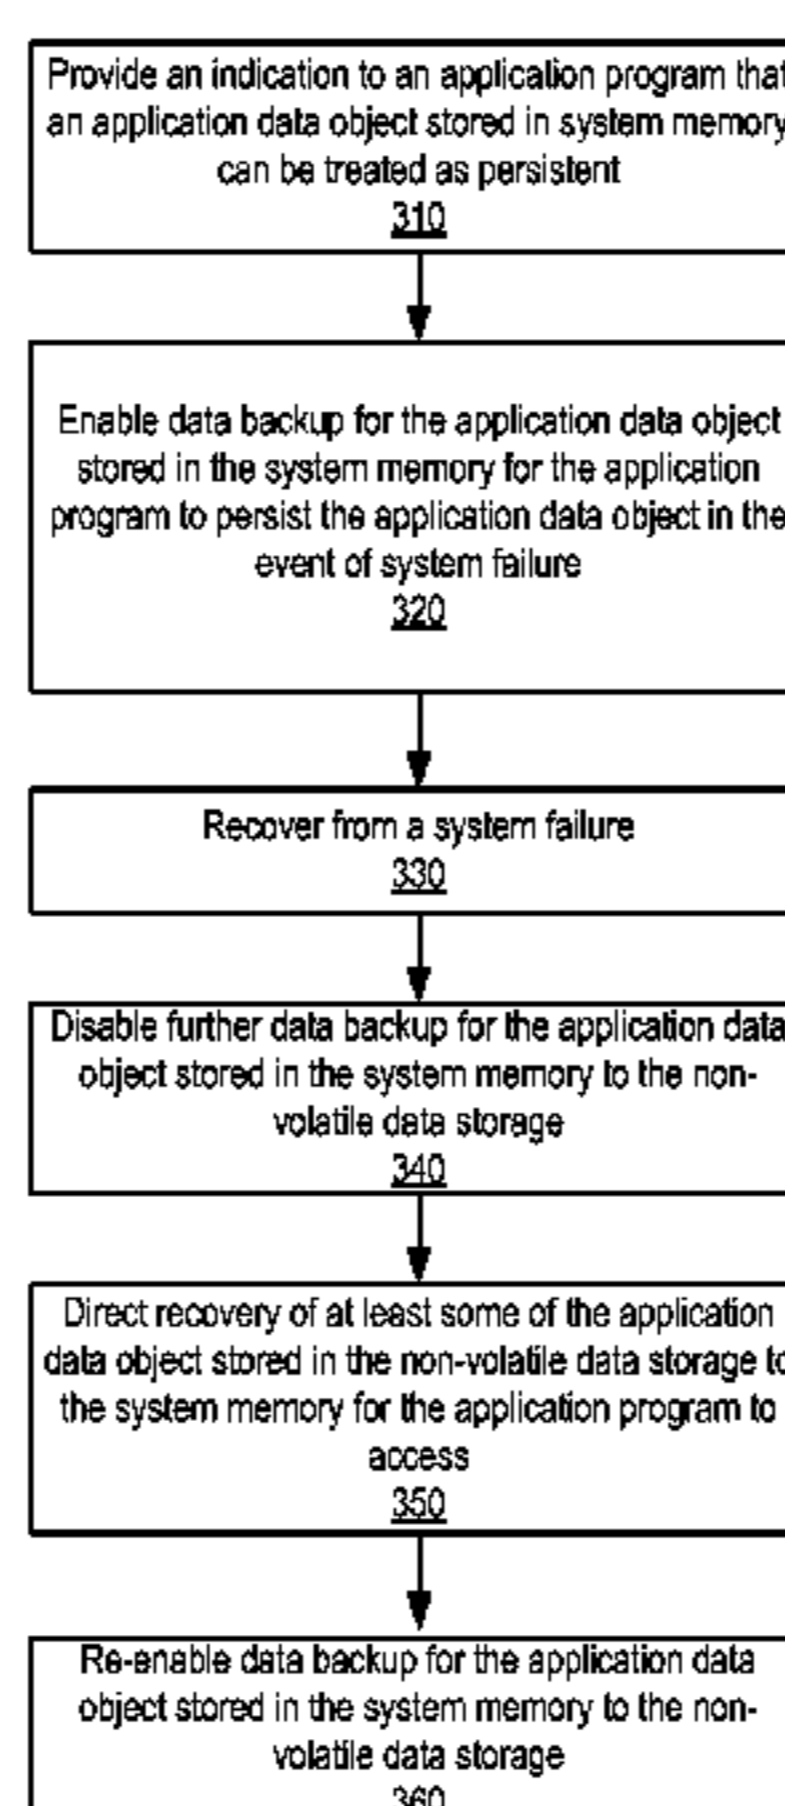 Provide an indication to an application program that
an application data object stored in system memory
can be treated as persistent
310
Enable data backup for the application data object
stored in the system memory for the application
program to persist the application data object in the
event of system failure
320
Recover from a system failure
330
Disable further data backup for the application data
object stored in the system memory to the non-
volatile data storage
340
Direct recovery of at least some of the application
data object stored in the non-volatile data storage to
the system memory for the application program to
access
350
Re-enable data backup for the application data
object stored in the system memory to the non-
volatile data storage
360